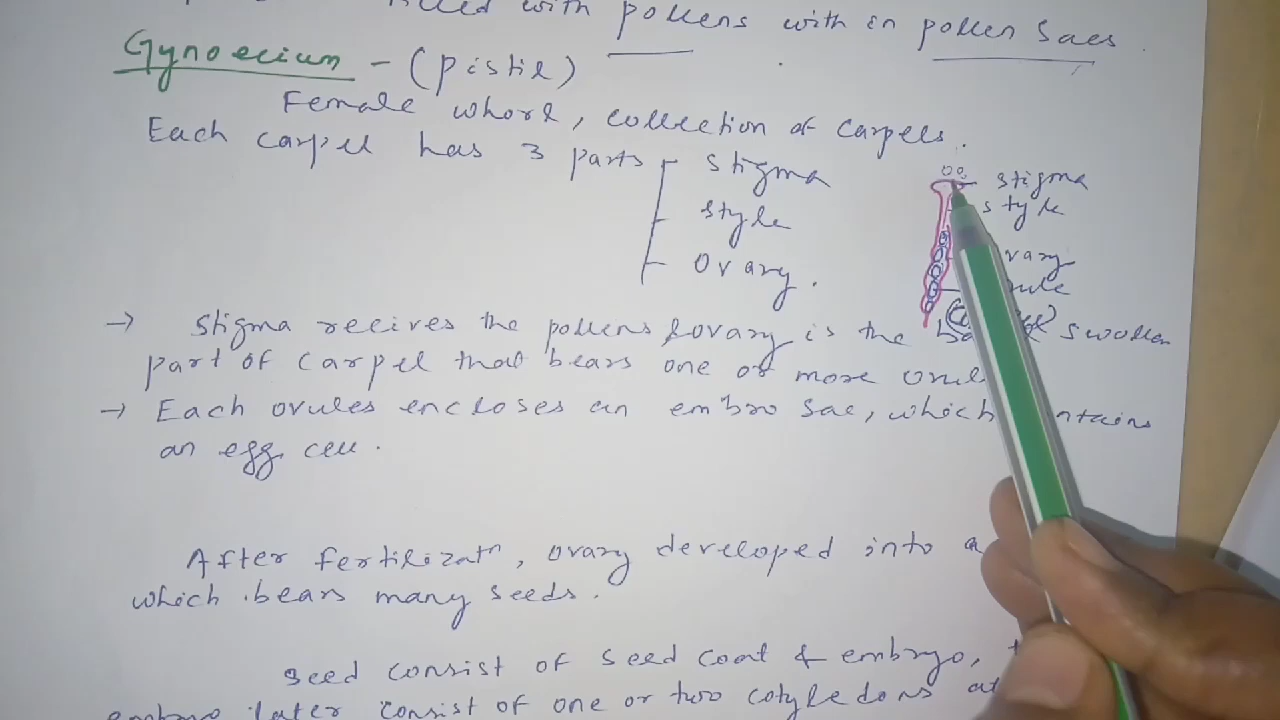 filled with pollens with in pollen sacs.
Gynoecium - (pistil)
Female whorl, collection of carpels.
Each carpel has 3 parts
stigma
style
ovary.
stigma
style
→ stigma recives the pollens & ovary is the swollen
part of carpel that bears one or more
→ Each ovules encloses an embro sac, which
an egg cell.
After fertilizatn, ovary developed into a
which bears many seeds.
seed consist of seed coat & embryo,
embryo later consist of one or two cotyledons at